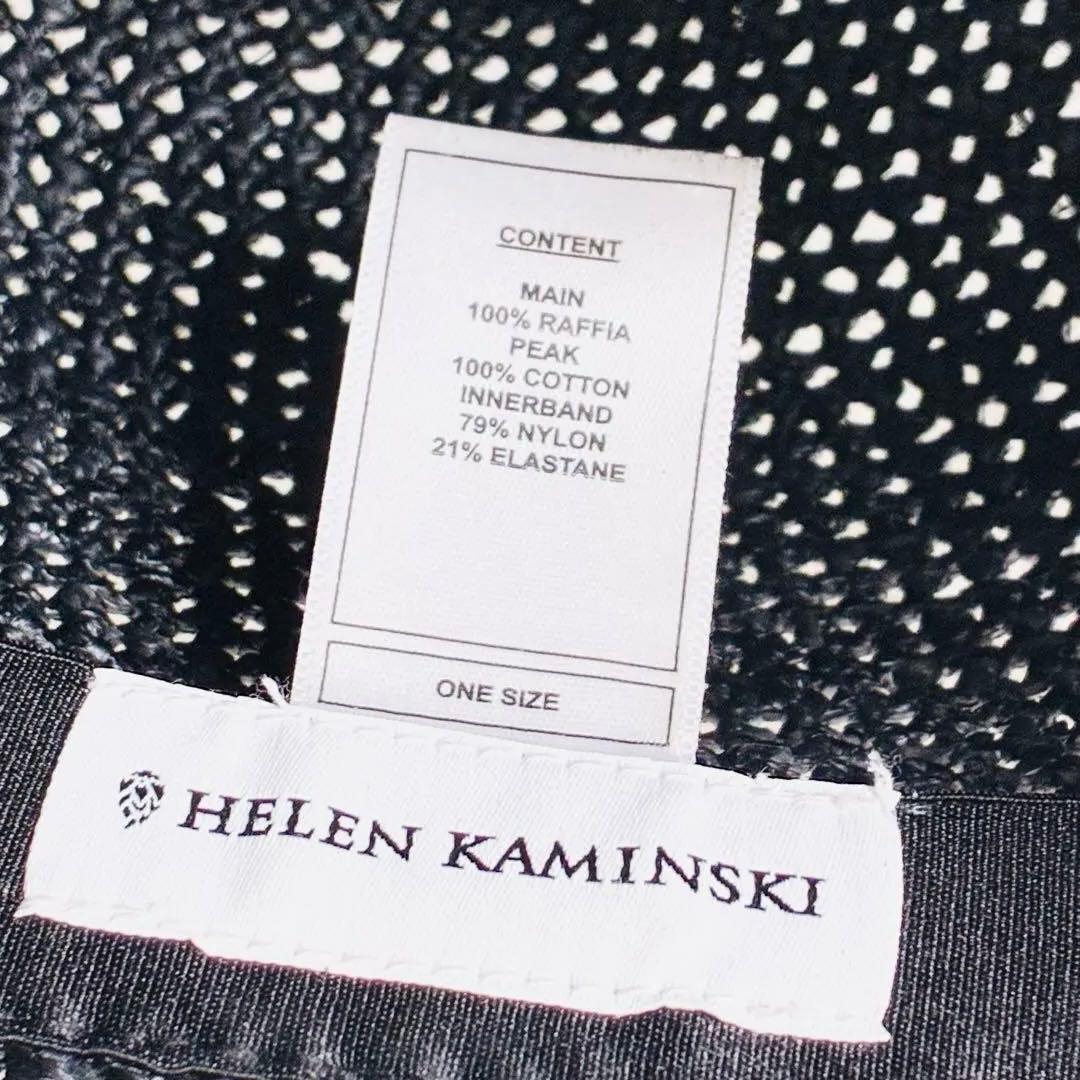 CONTENT
MAIN
100% RAFFIA
PEAK
100% COTTON
INNERBAND
79% NYLON
21% ELASTANE
ONE SIZE
HELEN KAMINSKI